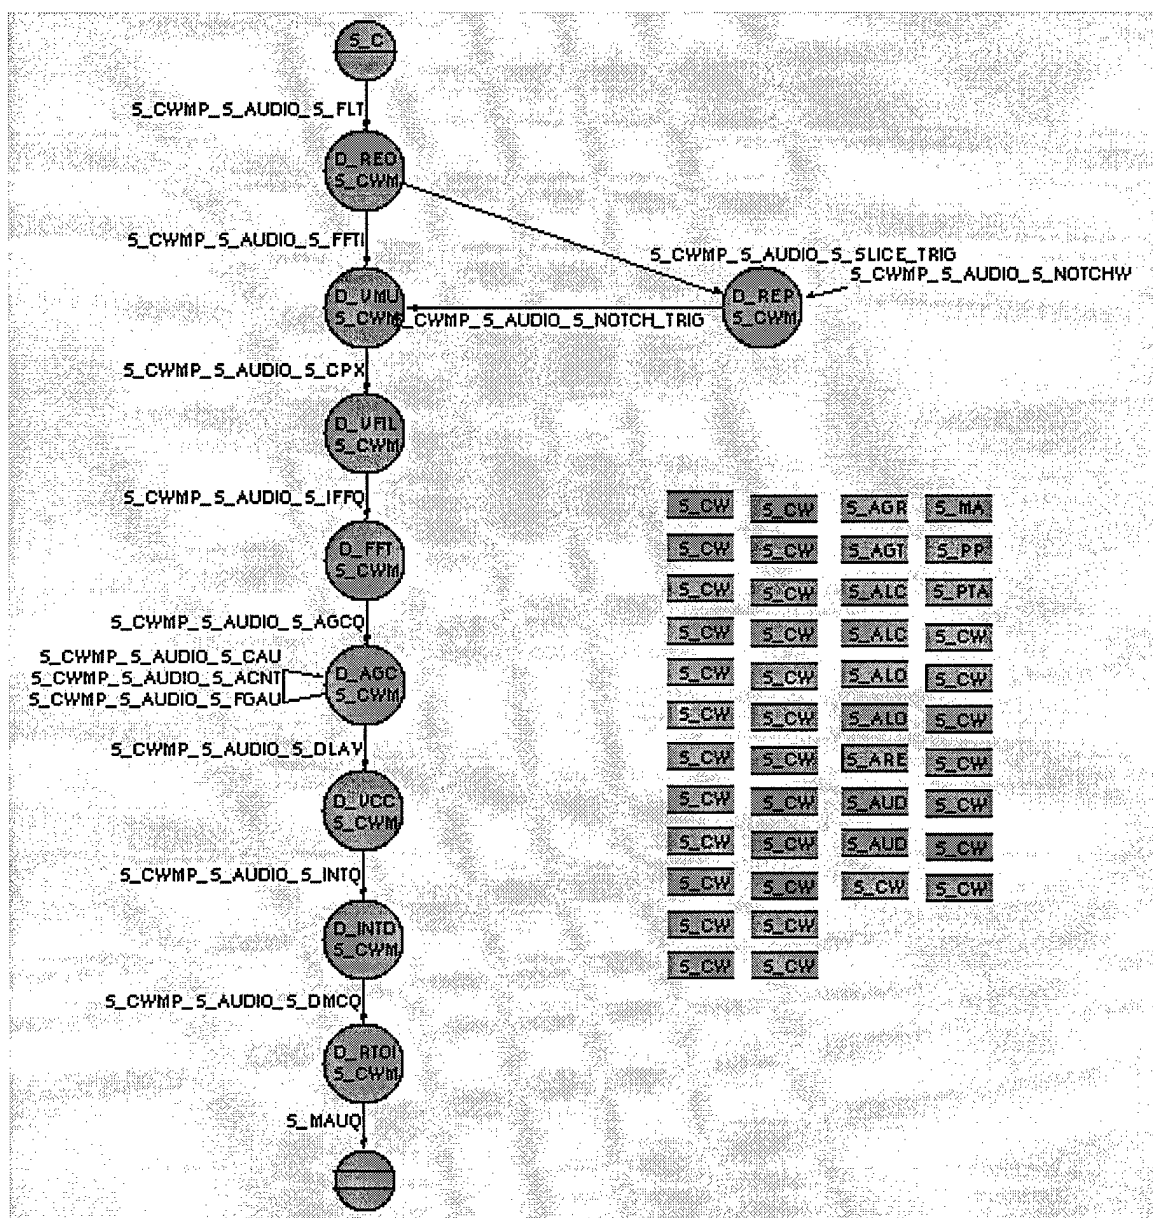 S_C
S_CWMP_S_AUDIO_S_FLT
D_REO
S_CWM
S_CWMP_S_AUDIO_S_FFTI
S_CWMP_S_AUDIO_S_SLICE_TRIG
S_CWMP_S_AUDIO_S_NOTCHW
D_VMU
S_CWM
D_REP
S_CWM
_CWMP_S_AUDIO_S_NOTCH_TRIG
S_CWMP_S_AUDIO_S_CPX
D_VFIL
S_CWM
S_CWMP_S_AUDIO_S_IFFQ
D_FFT
S_CWM
S_CWMP_S_AUDIO_S_AGCQ
S_CWMP_S_AUDIO_S_CAU
S_CWMP_S_AUDIO_S_ACNT
S_CWMP_S_AUDIO_S_FGAU
D_AGC
S_CWM
S_CWMP_S_AUDIO_S_DLAV
D_VCC
S_CWM
S_CWMP_S_AUDIO_S_INTQ
D_INTO
S_CWM
S_CWMP_S_AUDIO_S_DMCQ
D_RTOI
S_CWM
S_MAUQ
S_CW S_CW S_AGR S_MA
S_CW S_CW S_AGT S_PP
S_CW S_CW S_ALC S_PTA
S_CW S_CW S_ALC S_CW
S_CW S_CW S_ALO S_CW
S_CW S_CW S_ALO S_CW
S_CW S_CW S_ARE S_CW
S_CW S_CW S_AUD S_CW
S_CW S_CW S_AUD S_CW
S_CW S_CW S_CW S_CW
S_CW S_CW
S_CW S_CW